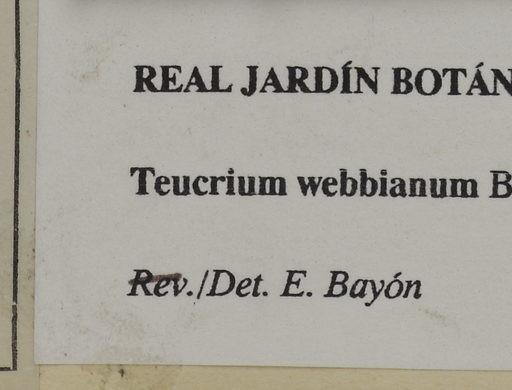 REAL JARDÍN BOTÁN
Teucrium webbianum B
Rev./Det. E. Bayón